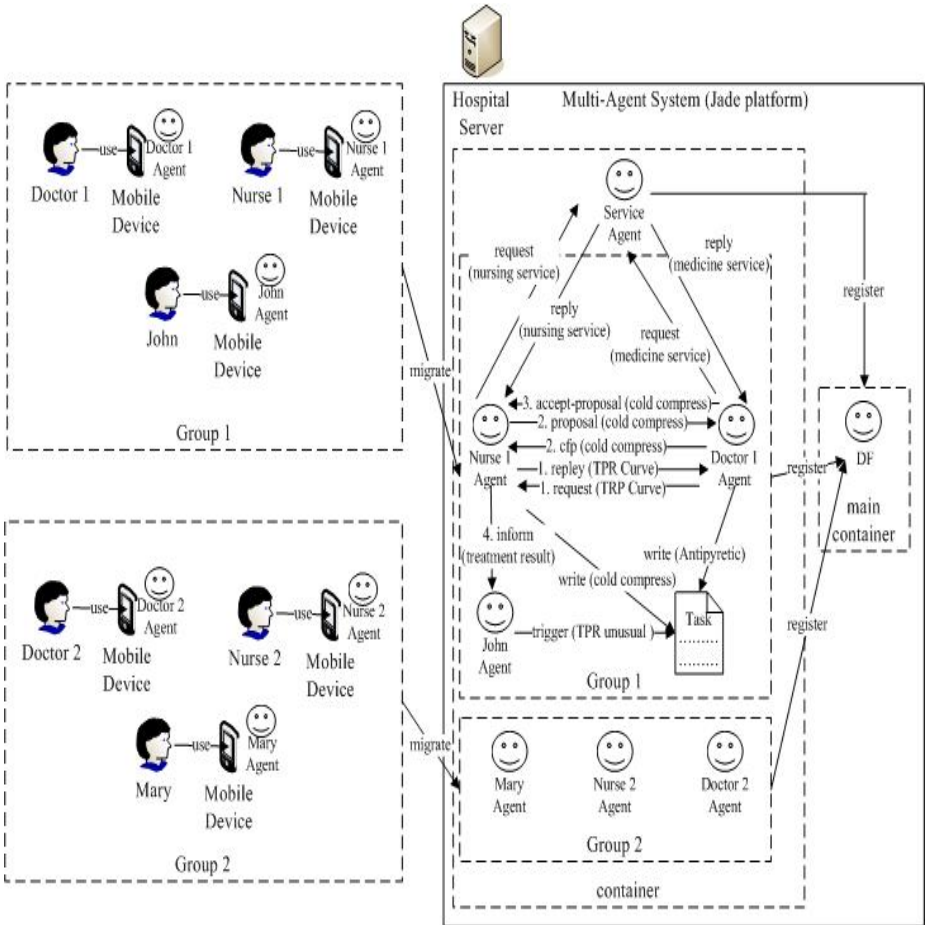 Hospital
Server
Multi-Agent System (Jade platform)
Doctor 1
use
Doctor 1
Agent
Mobile
Device
Nurse 1
use
Nurse 1
Agent
Mobile
Device
John
use
John
Agent
Mobile
Device
Group 1
migrate
Service
Agent
request
(nursing service)
reply
(nursing service)
reply
(medicine service)
request
(medicine service)
register
3. accept-proposal (cold compress)
2. proposal (cold compress)
2. cfp (cold compress)
1. repley (TPR Curve)
1. request (TRP Curve)
Nurse 1
Agent
Doctor 1
Agent
register
DF
main
container
4. inform
(treatment result)
write (cold compress)
write (Antipyretic)
John
Agent
trigger (TPR unusual )
Task
Group 1
register
Doctor 2
use
Doctor 2
Agent
Mobile
Device
Nurse 2
use
Nurse 2
Agent
Mobile
Device
Mary
use
Mary
Agent
Mobile
Device
Group 2
migrate
Mary
Agent
Nurse 2
Agent
Doctor 2
Agent
Group 2
container